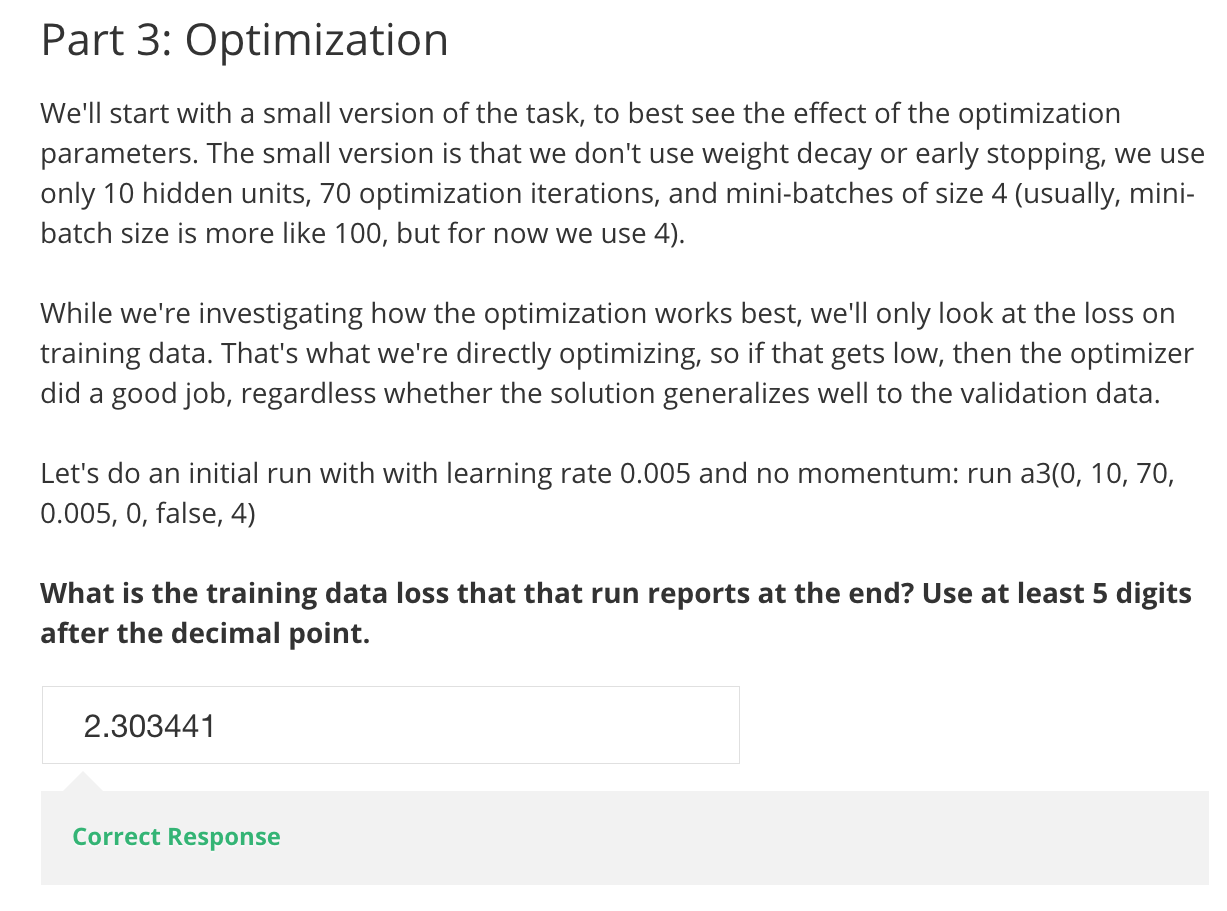 Part 3: Optimization
We'll start with a small version of the task, to best see the effect of the optimization
parameters. The small version is that we don't use weight decay or early stopping, we use
only 10 hidden units, 70 optimization iterations, and mini-batches of size 4 (usually, mini-
batch size is more like 100, but for now we use 4).
While we're investigating how the optimization works best, we'll only look at the loss on
training data. That's what we're directly optimizing, so if that gets low, then the optimizer
did a good job, regardless whether the solution generalizes well to the validation data.
Let's do an initial run with with learning rate 0.005 and no momentum: run a3(0, 10, 70,
0.005, 0, false, 4)
What is the training data loss that that run reports at the end? Use at least 5 digits
after the decimal point.
2.303441
Correct Response